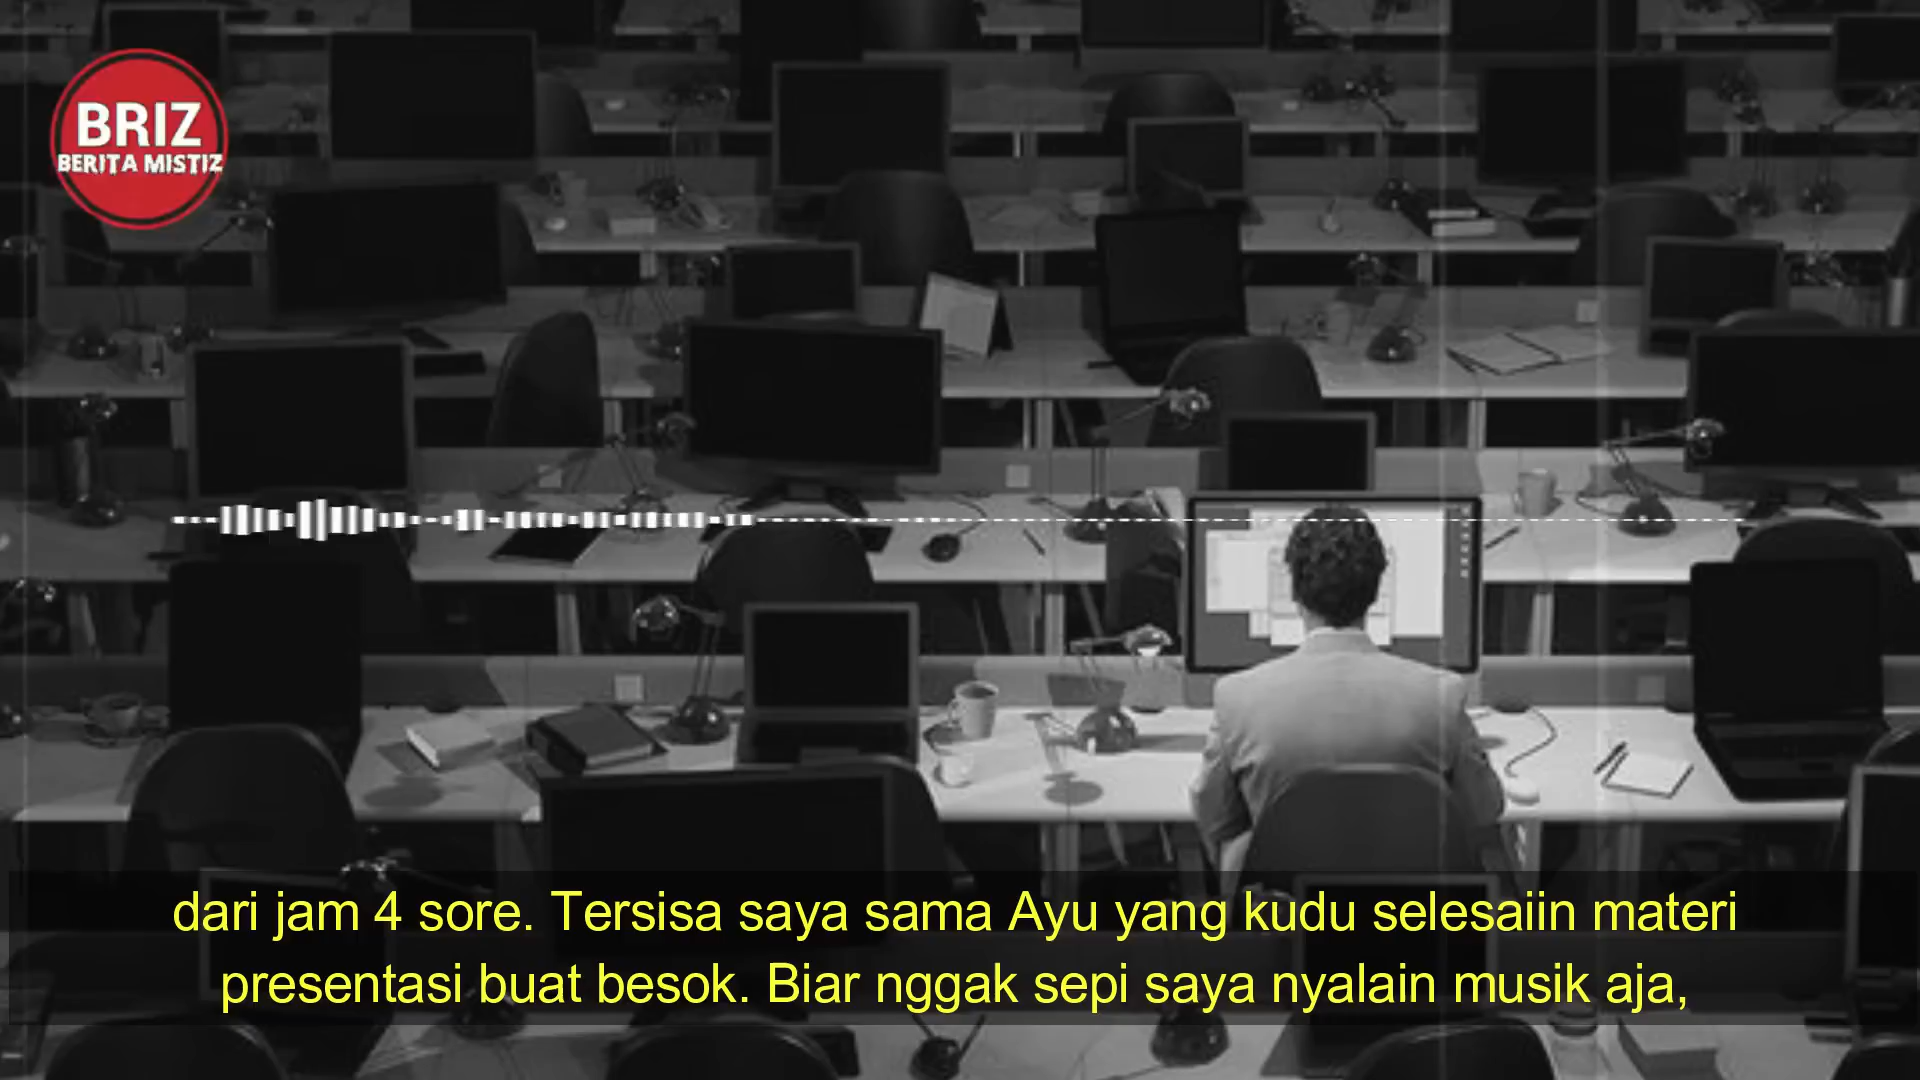 BRIZ
BERITA MISTIZ
dari jam 4 sore. Tersisa saya sama Ayu yang kudu selesaiin materi
presentasi buat besok. Biar nggak sepi saya nyalain musik aja,